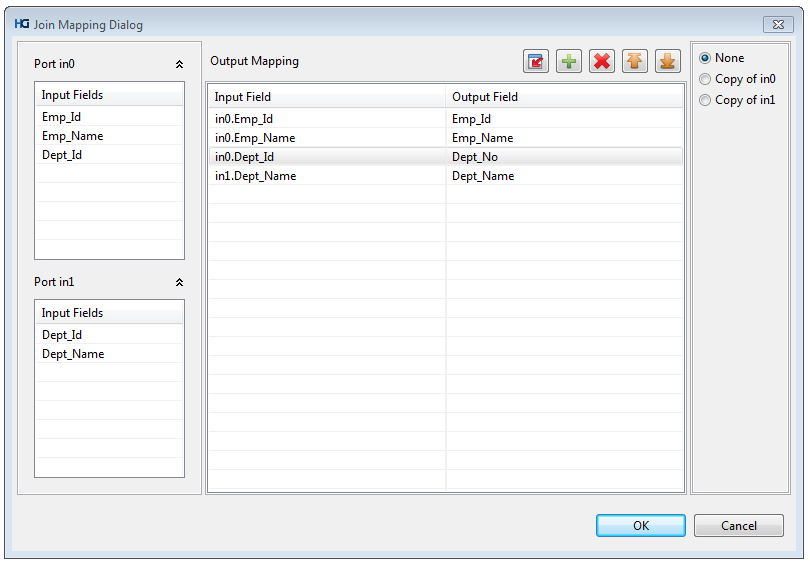 HG Join Mapping Dialog
Port in0
Input Fields
Emp_Id
Emp_Name
Dept_Id
Port in1
Input Fields
Dept_Id
Dept_Name
Output Mapping
Input Field Output Field
in0.Emp_Id Emp_Id
in0.Emp_Name Emp_Name
in0.Dept_Id Dept_No
in1.Dept_Name Dept_Name
None
Copy of in0
Copy of in1
OK Cancel